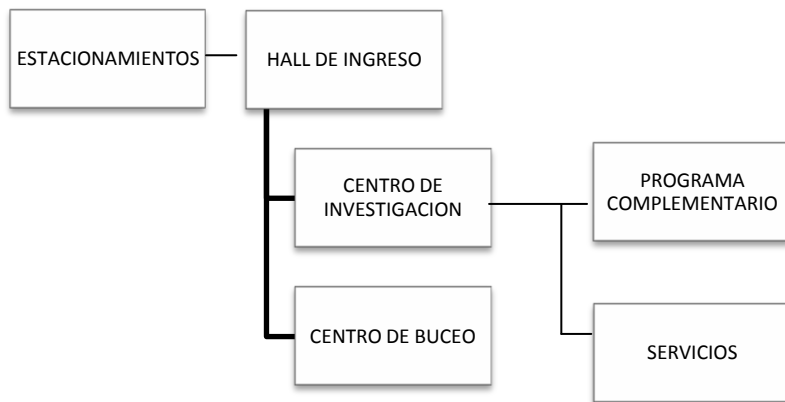 ESTACIONAMIENTOS
HALL DE INGRESO
CENTRO DE
INVESTIGACION
PROGRAMA
COMPLEMENTARIO
CENTRO DE BUCEO
SERVICIOS